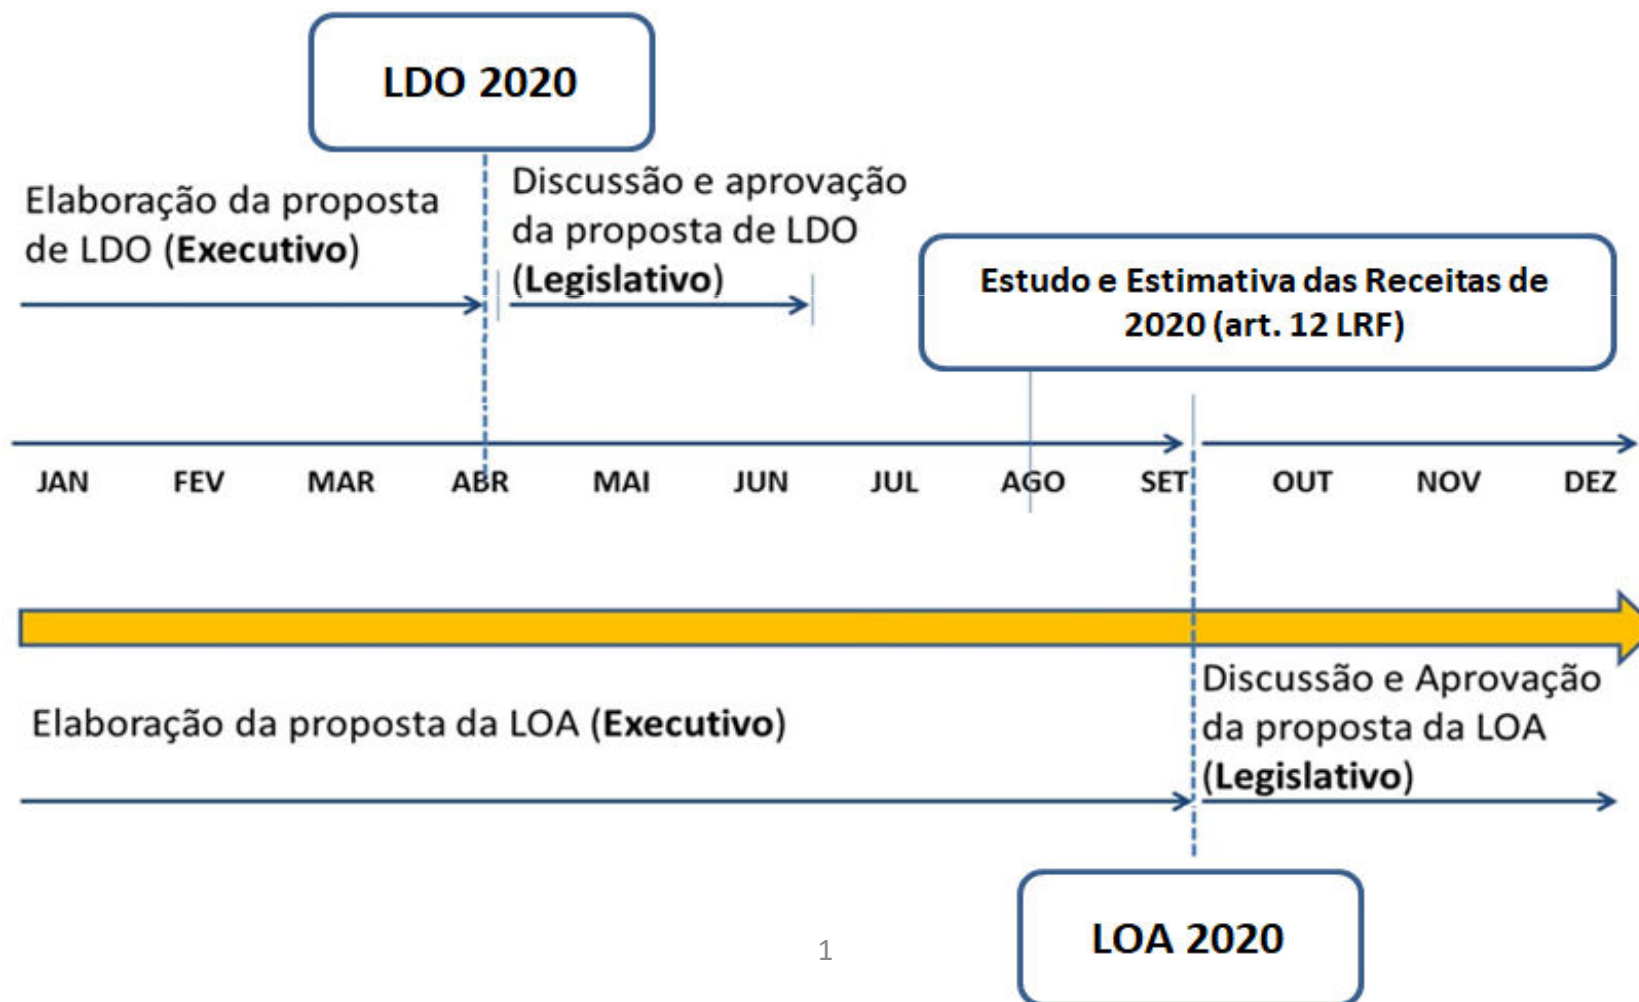 LDO 2020
Elaboração da proposta
de LDO (Executivo)
Discussão e aprovação
da proposta de LDO
(Legislativo)
Estudo e Estimativa das Receitas de
2020 (art. 12 LRF)
JAN FEV MAR ABR MAI JUN JUL AGO SET OUT NOV DEZ
Elaboração da proposta da LOA (Executivo)
Discussão e Aprovação
da proposta da LOA
(Legislativo)
LOA 2020
1